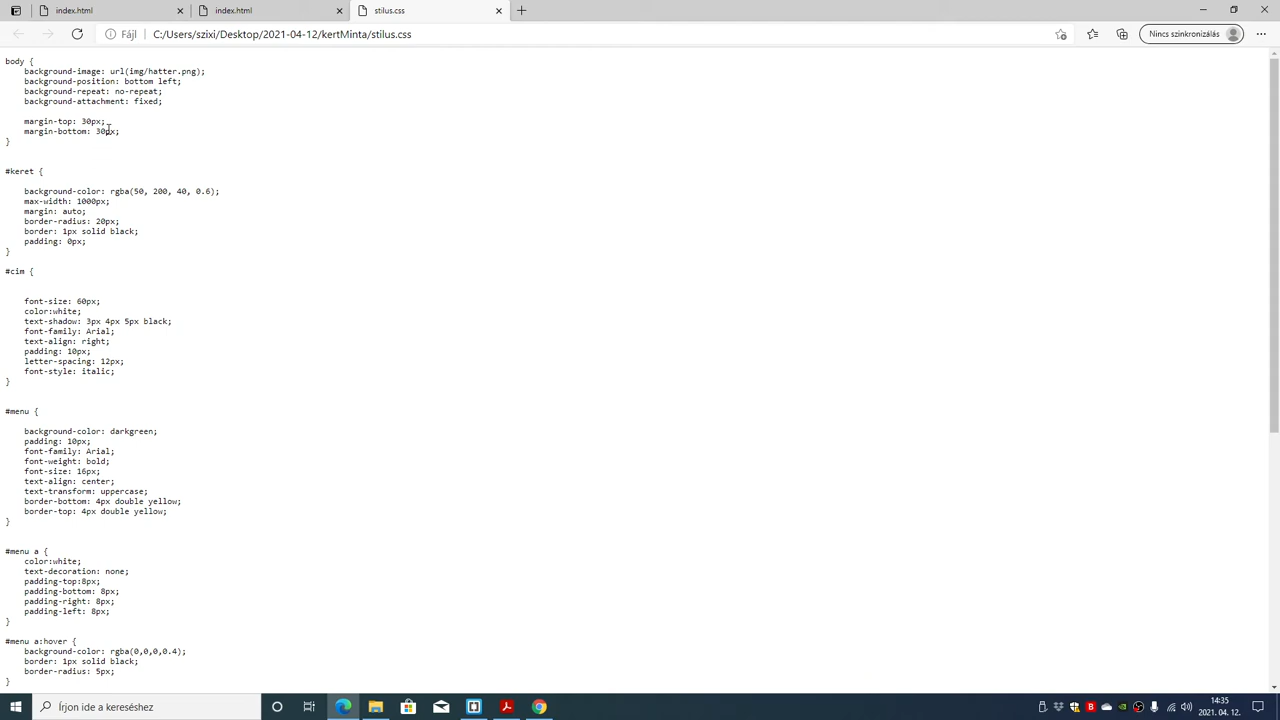 index.html
index.html
stilus.css
Fájl
C:/Users/szixi/Desktop/2021-04-12/kertMinta/stilus.css
Nincs szinkronizálás
body {
background-image: url(img/hatter.png);
background-position: bottom left;
background-repeat: no-repeat;
background-attachment: fixed;
margin-top: 30px;
margin-bottom: 30px;
}
#keret {
background-color: rgba(50, 200, 40, 0.6);
max-width: 1000px;
margin: auto;
border-radius: 20px;
border: 1px solid black;
padding: 0px;
}
#cim {
font-size: 60px;
color:white;
text-shadow: 3px 4px 5px black;
font-family: Arial;
text-align: right;
padding: 10px;
letter-spacing: 12px;
font-style: italic;
}
#menu {
background-color: darkgreen;
padding: 10px;
font-family: Arial;
font-weight: bold;
font-size: 16px;
text-align: center;
text-transform: uppercase;
border-bottom: 4px double yellow;
border-top: 4px double yellow;
}
#menu a {
color:white;
text-decoration: none;
padding-top:8px;
padding-bottom: 8px;
padding-right: 8px;
padding-left: 8px;
}
#menu a:hover {
background-color: rgba(0,0,0,0.4);
border: 1px solid black;
border-radius: 5px;
}
Írjon ide a kereséshez
14:35
2021. 04. 12.